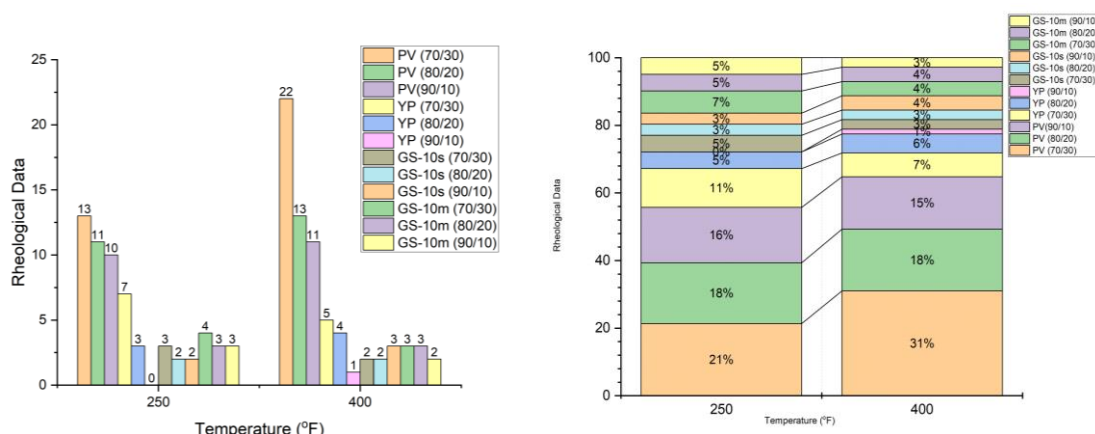 25
20
15
10
5
0
Rheological Data
22
13
11
10
7
3
0
3
2
2
4
3
3
13
11
5
4
1
2
2
3
3
3
2
PV (70/30)
PV (80/20)
PV(90/10)
YP (70/30)
YP (80/20)
YP (90/10)
GS-10s (70/30)
GS-10s (80/20)
GS-10s (90/10)
GS-10m (70/30)
GS-10m (80/20)
GS-10m (90/10)
250
400
Temperature (°F)
100
80
60
40
20
0
Rheological Data
5%
5%
7%
3%
3%
5%
0%
5%
11%
16%
18%
21%
3%
4%
4%
4%
3%
3%
1%
6%
7%
15%
18%
31%
250
400
Temperature (°F)
GS-10m (90/10)
GS-10m (80/20)
GS-10m (70/30)
GS-10s (90/10)
GS-10s (80/20)
GS-10s (70/30)
YP (90/10)
YP (80/20)
YP (70/30)
PV(90/10)
PV (80/20)
PV (70/30)